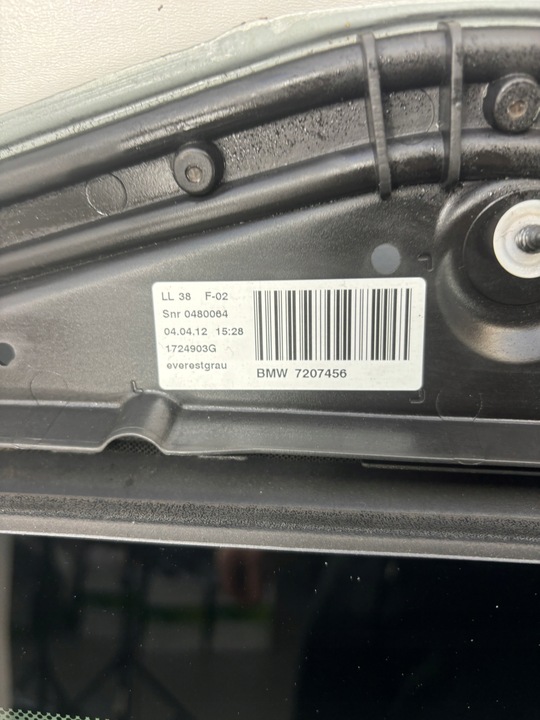 LL 38 F-02
Snr 0480064
04.04.12 15:28
1724903G
everestgrau
BMW 7207456